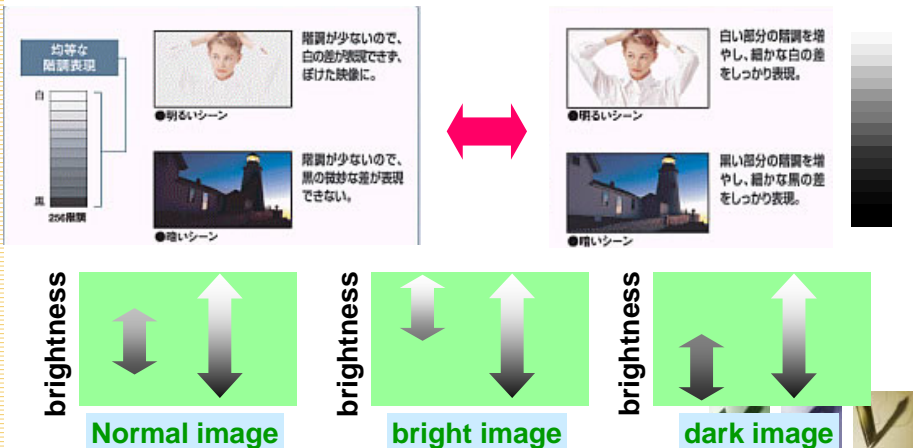 均等な
階調表現
白
黒
256階調
階調が少ないので、
白の差が表現できず、
ぼけた映像に。
●明るいシーン
階調が少ないので、
黒の微妙な差が表現
できない。
●暗いシーン
白い部分の階調を増
やし、細かな白の差
をしっかり表現。
●明るいシーン
黒い部分の階調を増
やし、細かな黒の差
をしっかり表現。
●暗いシーン
brightness
Normal image
brightness
bright image
brightness
dark image